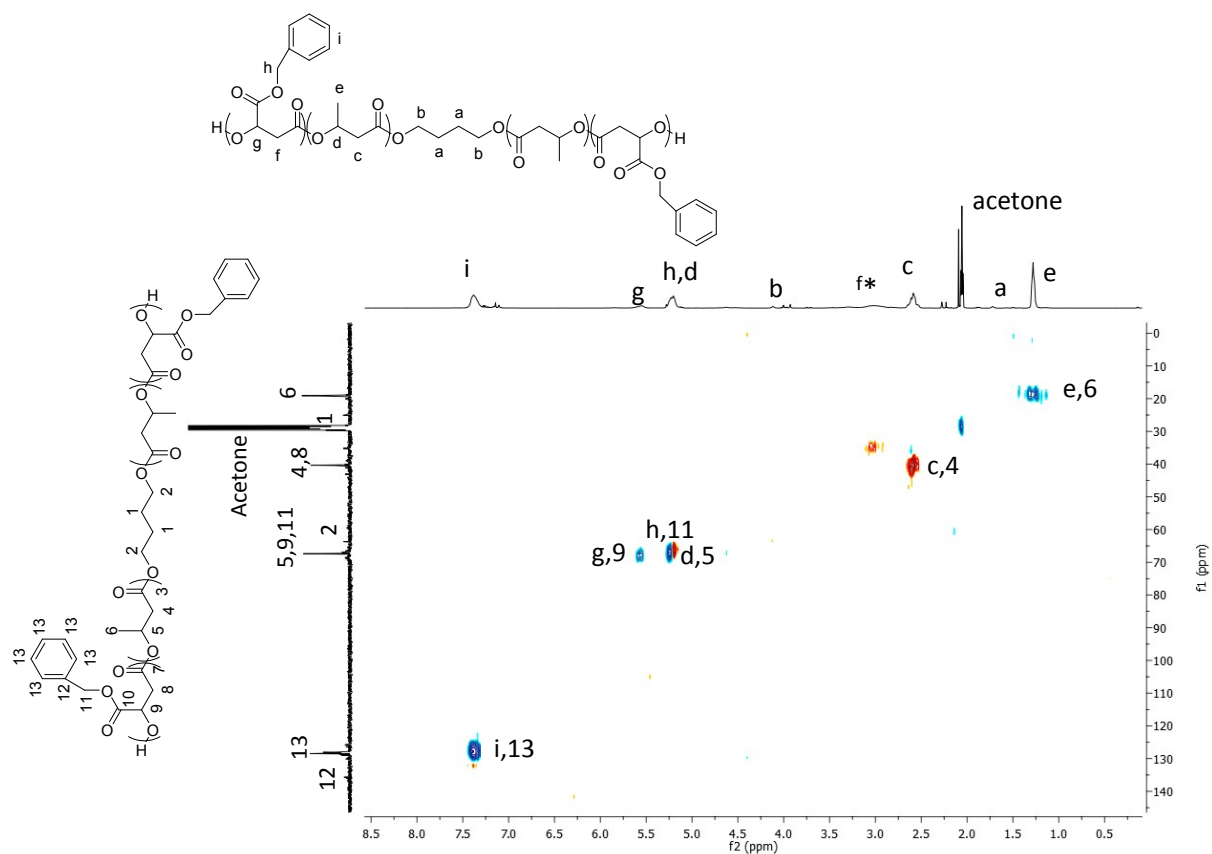 i
h
O
O
e
O
O
b
a
O
O
O
H
O
O
O
O
O
H
g
d
f
c
a
b
O
O
O
O
acetone
i
h,d
c
e
g
b
f*
a
H
O
O
O
O
O
O
O
2
1
1
2
O
O
3
4
6
5
O
O
7
8
13
13
13
13
13
12
11
O
10
9
O
O
H
6
1
Acetone
4,8
2
5,9,11
13
12
e,6
c,4
h,11
g,9
d,5
i,13
0
10
20
30
40
50
60
70
80
90
100
110
120
130
140
f1 (ppm)
8.5 8.0 7.5 7.0 6.5 6.0 5.5 5.0 4.5 4.0 3.5 3.0 2.5 2.0 1.5 1.0 0.5
f2 (ppm)